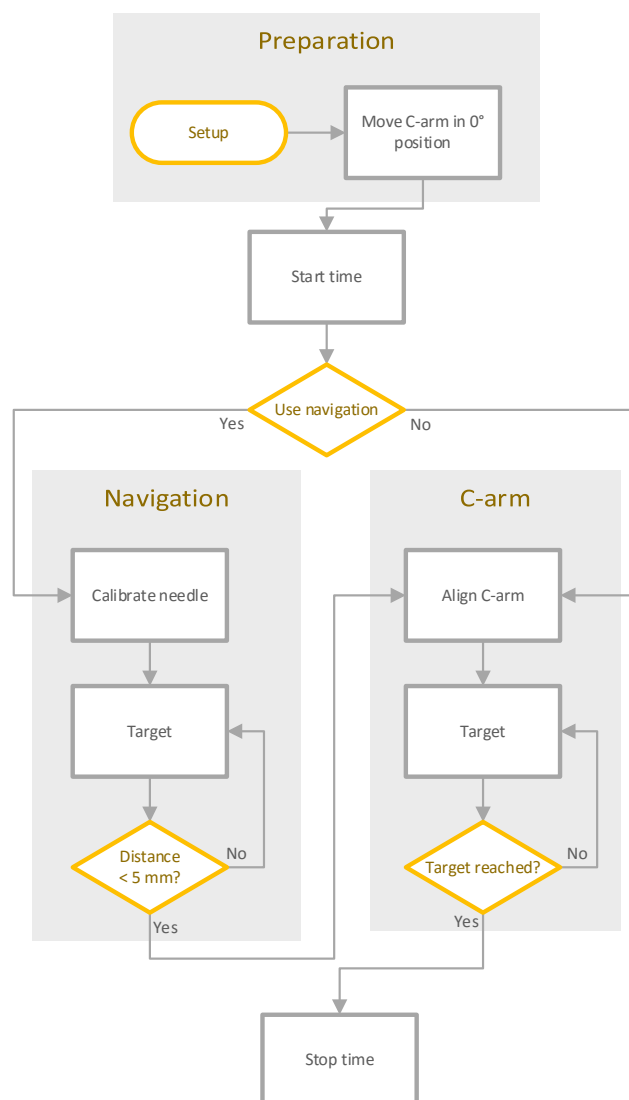 Preparation
Setup
Move C-arm in 0°
position
Start time
Use navigation
Yes
No
Navigation
Calibrate needle
Target
Distance
< 5 mm?
No
Yes
C-arm
Align C-arm
Target
Target reached?
No
Yes
Stop time